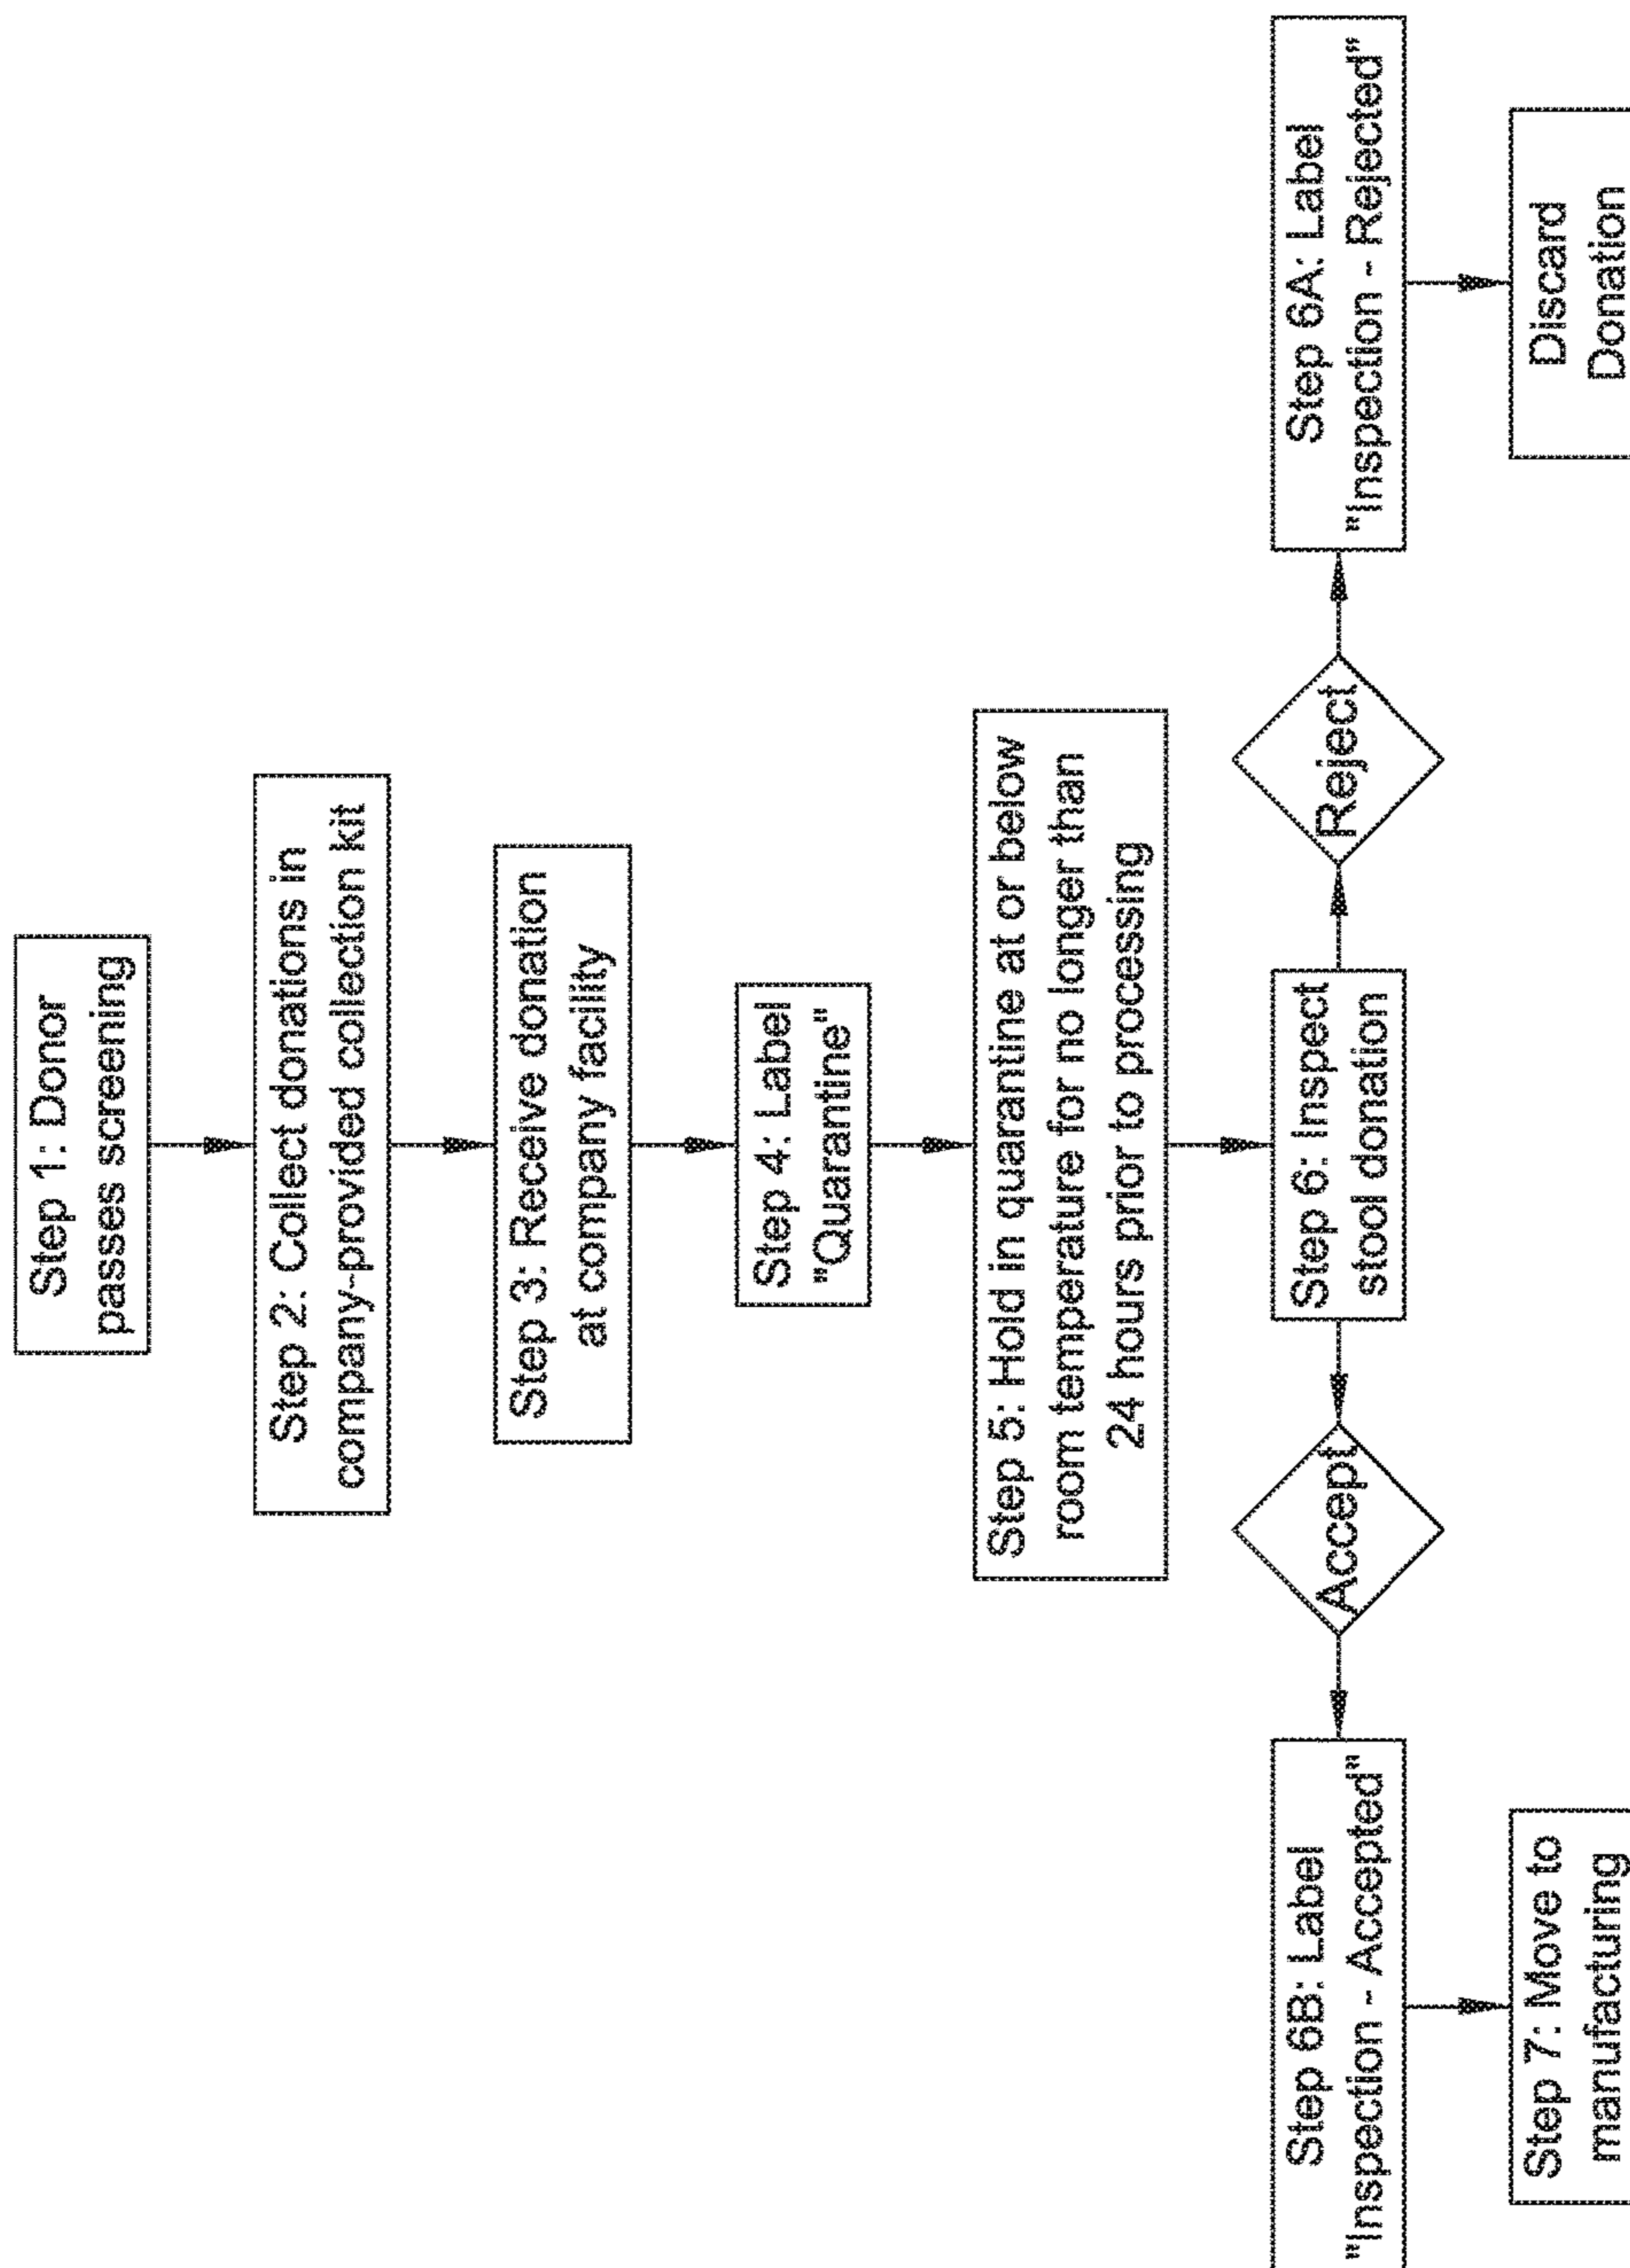 Step 1: Donor
passes screening
Step 2: Collect donations in
company-provided collection kit
Step 3: Receive donation
at company facility
Step 4: Label
"Quarantine"
Step 5: Hold in quarantine at or below
room temperature for no longer than
24 hours prior to processing
Step 6: Inspect
stool donation
Accept
Reject
Step 6B: Label
"Inspection - Accepted"
Step 6A: Label
"Inspection - Rejected"
Step 7: Move to
manufacturing
Discard
Donation